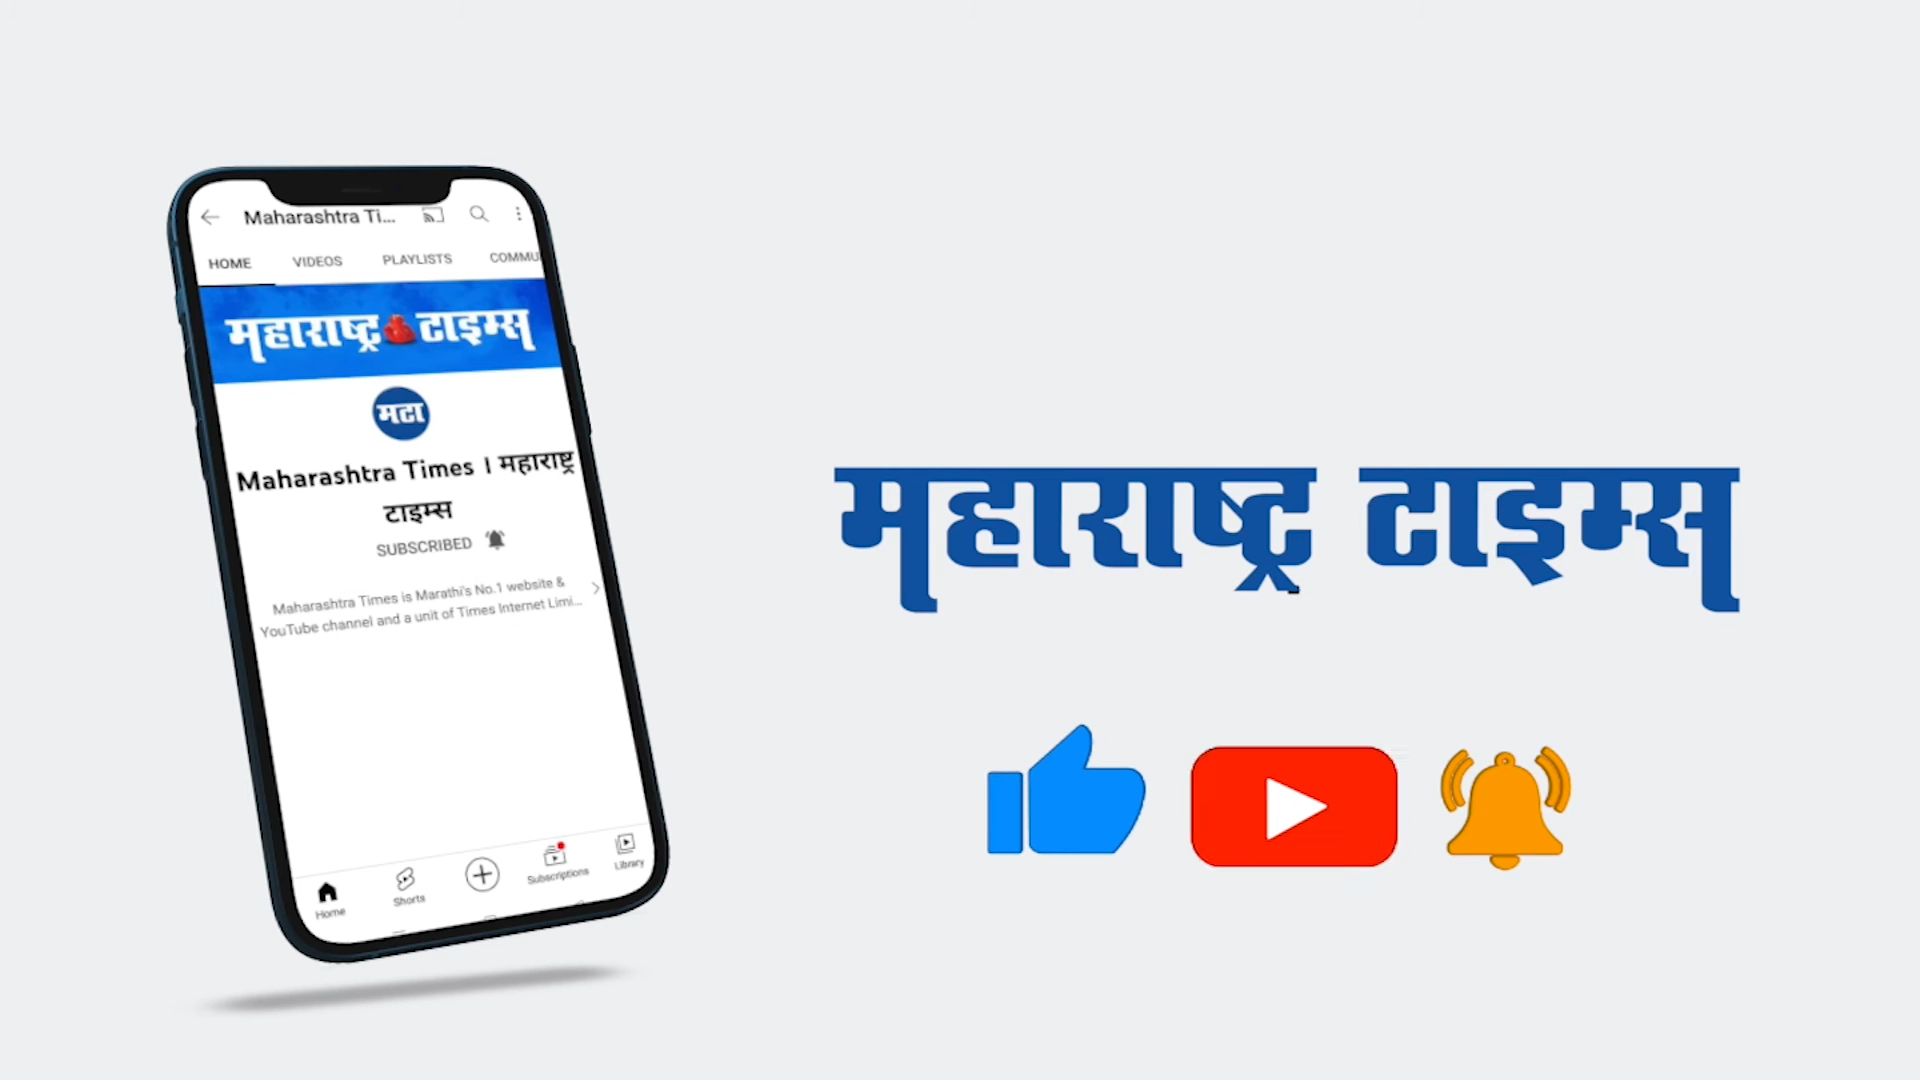 Maharashtra Ti...
HOME VIDEOS PLAYLISTS COMMU
महाराष्ट्र टाइम्स
मटा
Maharashtra Times । महाराष्ट्र
टाइम्स
SUBSCRIBED
Maharashtra Times is Marathi's No.1 website &
YouTube channel and a unit of Times Internet Limi...
Home Shorts Subscriptions Library
महाराष्ट्र टाइम्स